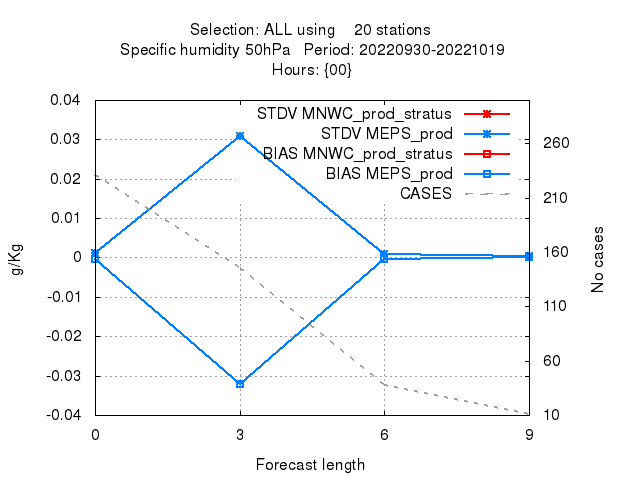 Selection: ALL using    20 stations
Specific humidity 50hPa   Period: 20220930-20221019
Hours: {00}
STDV MNWC_prod_stratus
STDV MEPS_prod
BIAS MNWC_prod_stratus
BIAS MEPS_prod
CASES
0.04
0.03
0.02
0.01
0
-0.01
-0.02
-0.03
-0.04
g/Kg
260
210
160
110
60
10
No cases
0 3 6 9
Forecast length